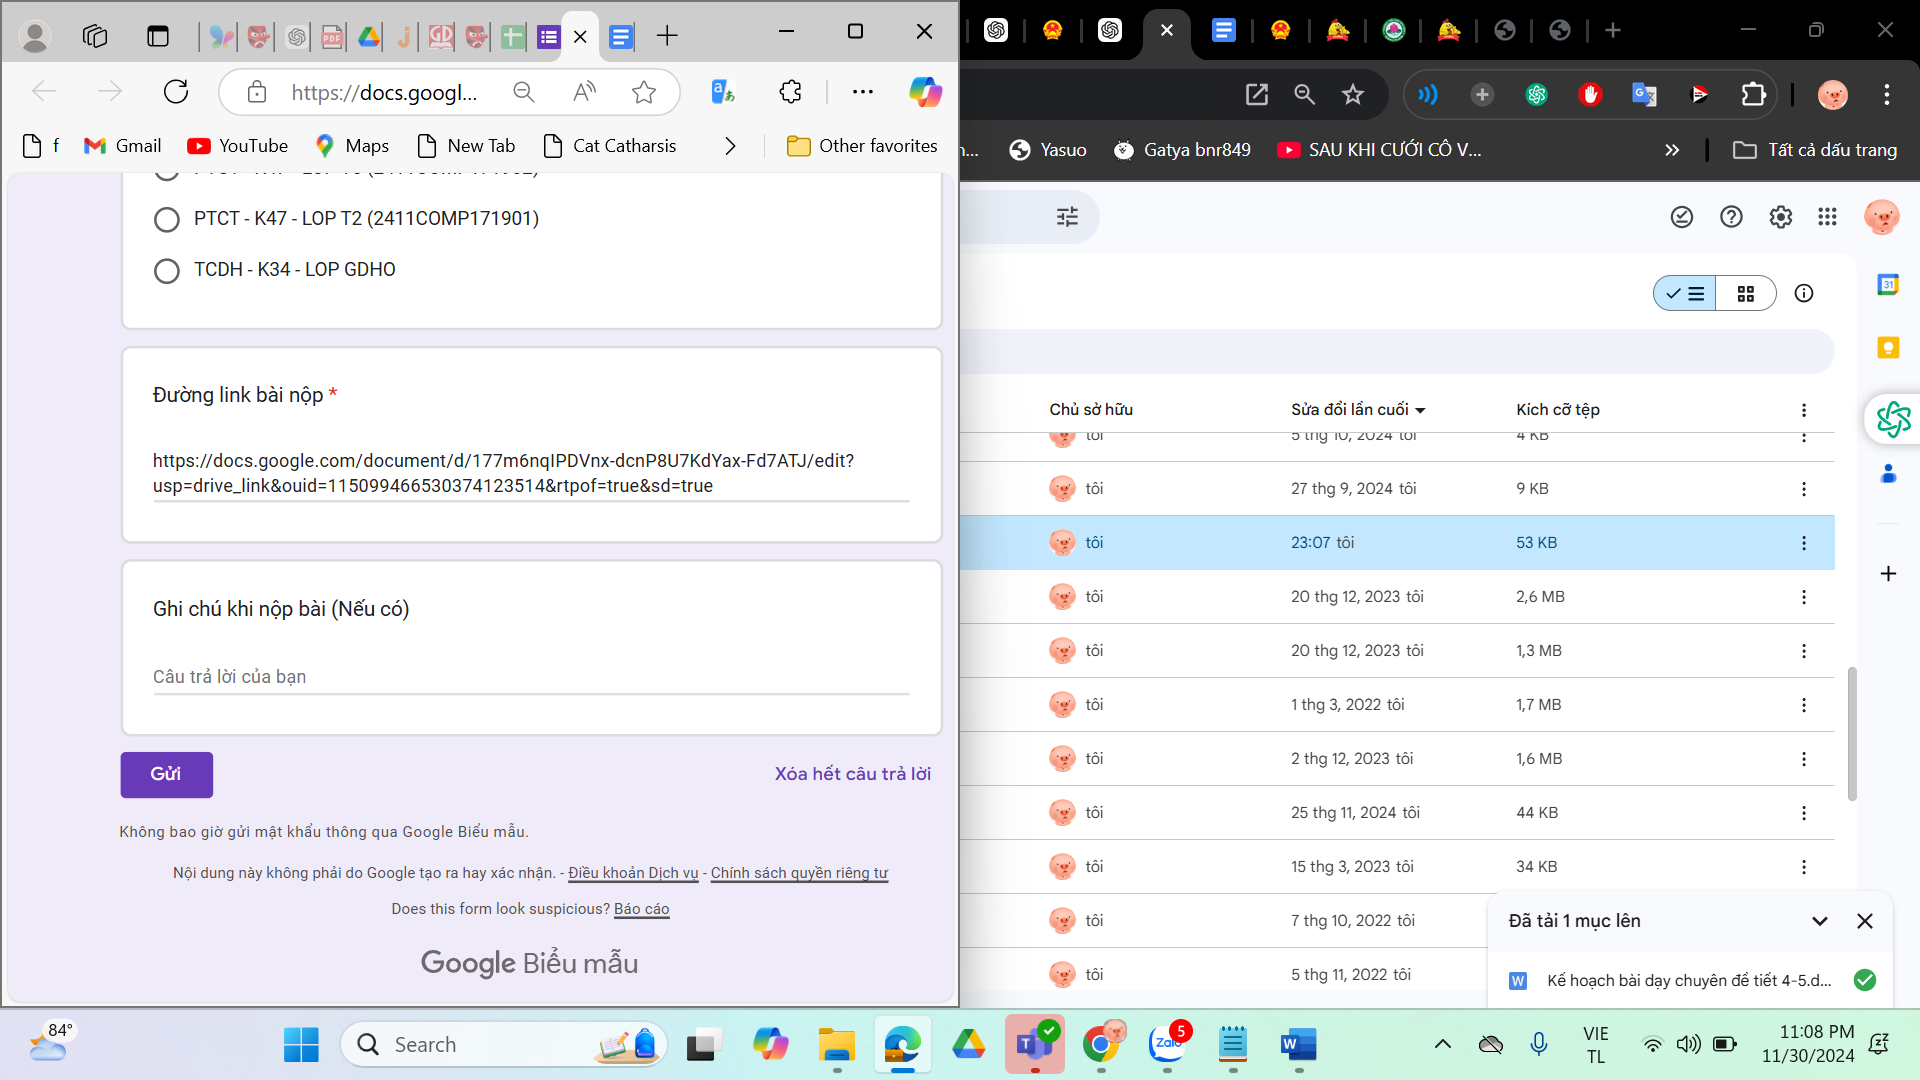 https://docs.googl...
f
Gmail
YouTube
Maps
New Tab
Cat Catharsis
Other favorites
PTCT - K47 - LOP T2 (2411COMP171901)
TCDH - K34 - LOP GDHO
Đường link bài nộp *
https://docs.google.com/document/d/177m6nqIPDVnx-dcnP8U7KdYax-Fd7ATJ/edit?
usp=drive_link&ouid=115099466530374123514&rtpof=true&sd=true
Ghi chú khi nộp bài (Nếu có)
Câu trả lời của bạn
Gửi
Xóa hết câu trả lời
Không bao giờ gửi mật khẩu thông qua Google Biểu mẫu.
Nội dung này không phải do Google tạo ra hay xác nhận. - Điều khoản Dịch vụ - Chính sách quyền riêng tư
Does this form look suspicious? Báo cáo
Google Biểu mẫu
n...
Yasuo
Gatya bnr849
SAU KHI CƯỚI CÔ V...
Tất cả dấu trang
Chủ sở hữu
Sửa đổi lần cuối
Kích cỡ tệp
tôi 5 thg 10, 2024 tôi 4 KB
tôi 27 thg 9, 2024 tôi 9 KB
tôi 23:07 tôi 53 KB
tôi 20 thg 12, 2023 tôi 2,6 MB
tôi 20 thg 12, 2023 tôi 1,3 MB
tôi 1 thg 3, 2022 tôi 1,7 MB
tôi 2 thg 12, 2023 tôi 1,6 MB
tôi 25 thg 11, 2024 tôi 44 KB
tôi 15 thg 3, 2023 tôi 34 KB
tôi 7 thg 10, 2022 tôi
tôi 5 thg 11, 2022 tôi
31
Đã tải 1 mục lên
W Kế hoạch bài dạy chuyên đề tiết 4-5.d...
84°
Search
Zalo
5
VIE
TL
11:08 PM
11/30/2024